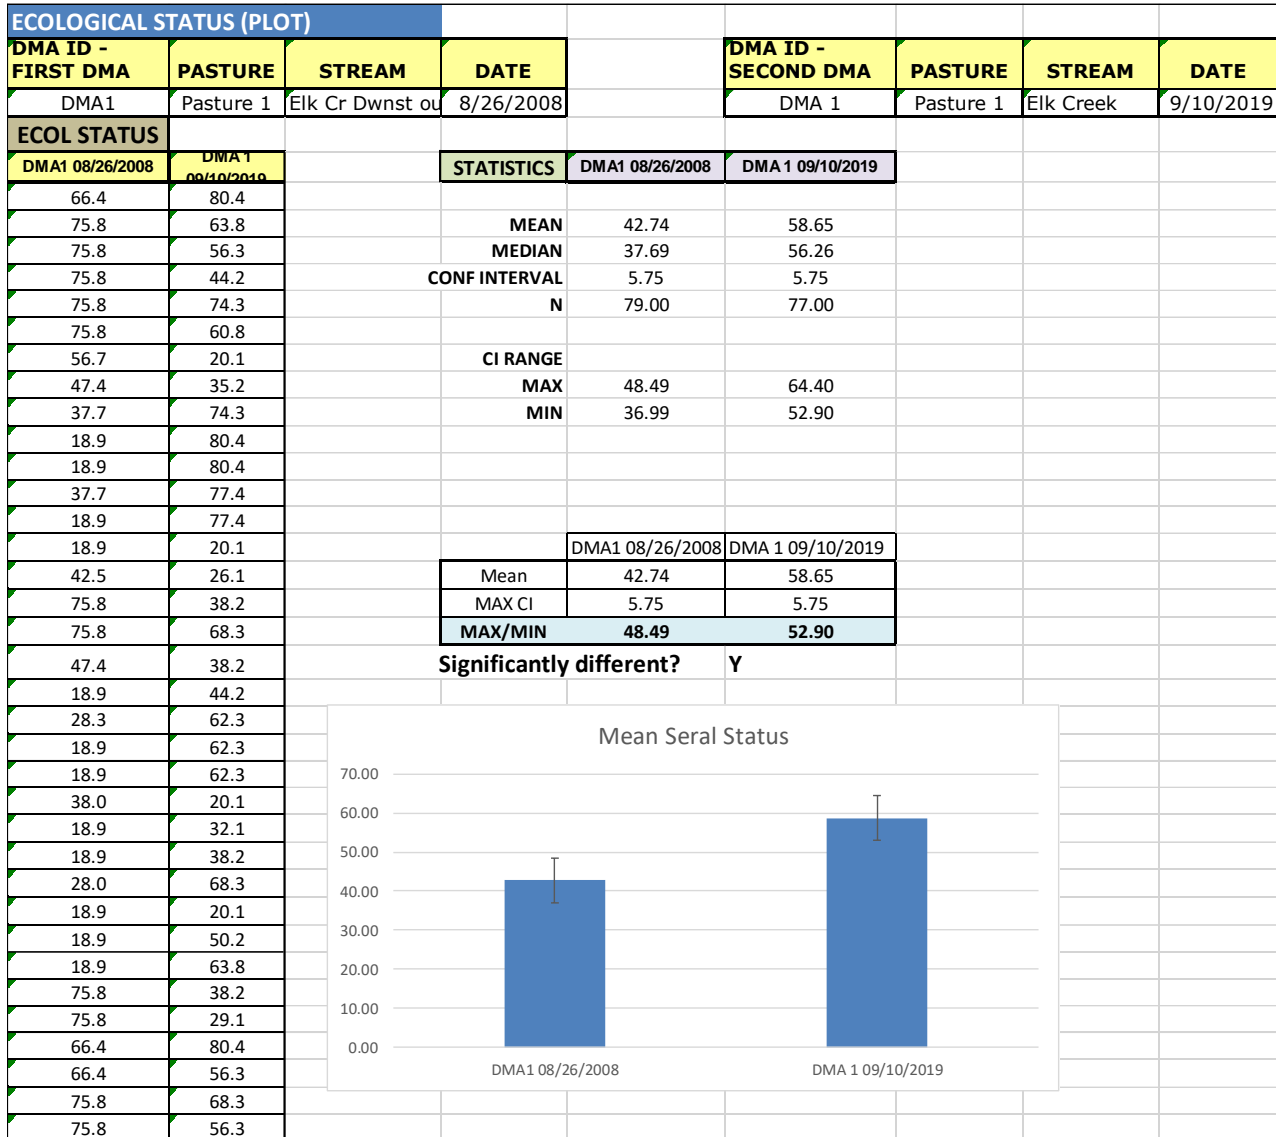 ECOLOGICAL STATUS (PLOT)
DMA ID - FIRST DMA PASTURE STREAM DATE DMA ID - SECOND DMA PASTURE STREAM DATE
DMA1 Pasture 1 Elk Cr Dwnst ou 8/26/2008 DMA 1 Pasture 1 Elk Creek 9/10/2019
ECOL STATUS
DMA1 08/26/2008 DMA 1 09/10/2019 STATISTICS DMA1 08/26/2008 DMA 1 09/10/2019
66.4 80.4
75.8 63.8 MEAN 42.74 58.65
75.8 56.3 MEDIAN 37.69 56.26
75.8 44.2 CONF INTERVAL 5.75 5.75
75.8 74.3 N 79.00 77.00
75.8 60.8
56.7 20.1 CI RANGE
47.4 35.2 MAX 48.49 64.40
37.7 74.3 MIN 36.99 52.90
18.9 80.4
18.9 80.4
37.7 77.4
18.9 77.4
18.9 20.1 DMA1 08/26/2008 DMA 1 09/10/2019
42.5 26.1 Mean 42.74 58.65
75.8 38.2 MAX CI 5.75 5.75
75.8 68.3 MAX/MIN 48.49 52.90
47.4 38.2 Significantly different? Y
18.9 44.2
28.3 62.3
18.9 62.3
18.9 62.3
38.0 20.1
18.9 32.1
18.9 38.2
28.0 68.3
18.9 20.1
18.9 50.2
18.9 63.8
75.8 38.2
75.8 29.1
66.4 80.4
66.4 56.3
75.8 68.3
75.8 56.3
Mean Seral Status
70.00
60.00
50.00
40.00
30.00
20.00
10.00
0.00
DMA1 08/26/2008 DMA 1 09/10/2019